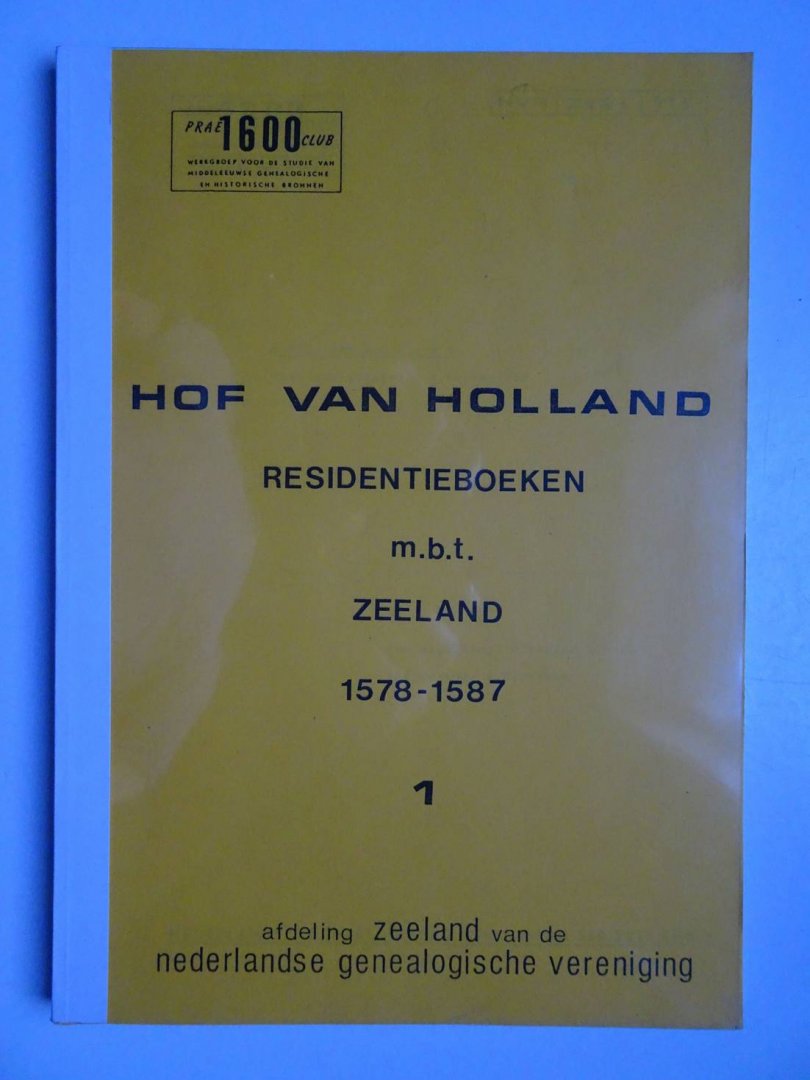 PRAE 1600 CLUB
WERKGROEP VOOR DE STUDIE VAN
MIDDELEEUWSE GENEALOGISCHE
EN HISTORISCHE BRONNEN
HOF VAN HOLLAND
RESIDENTIEBOEKEN
m.b.t.
ZEELAND
1578-1587
1
afdeling zeeland van de
nederlandse genealogische vereniging